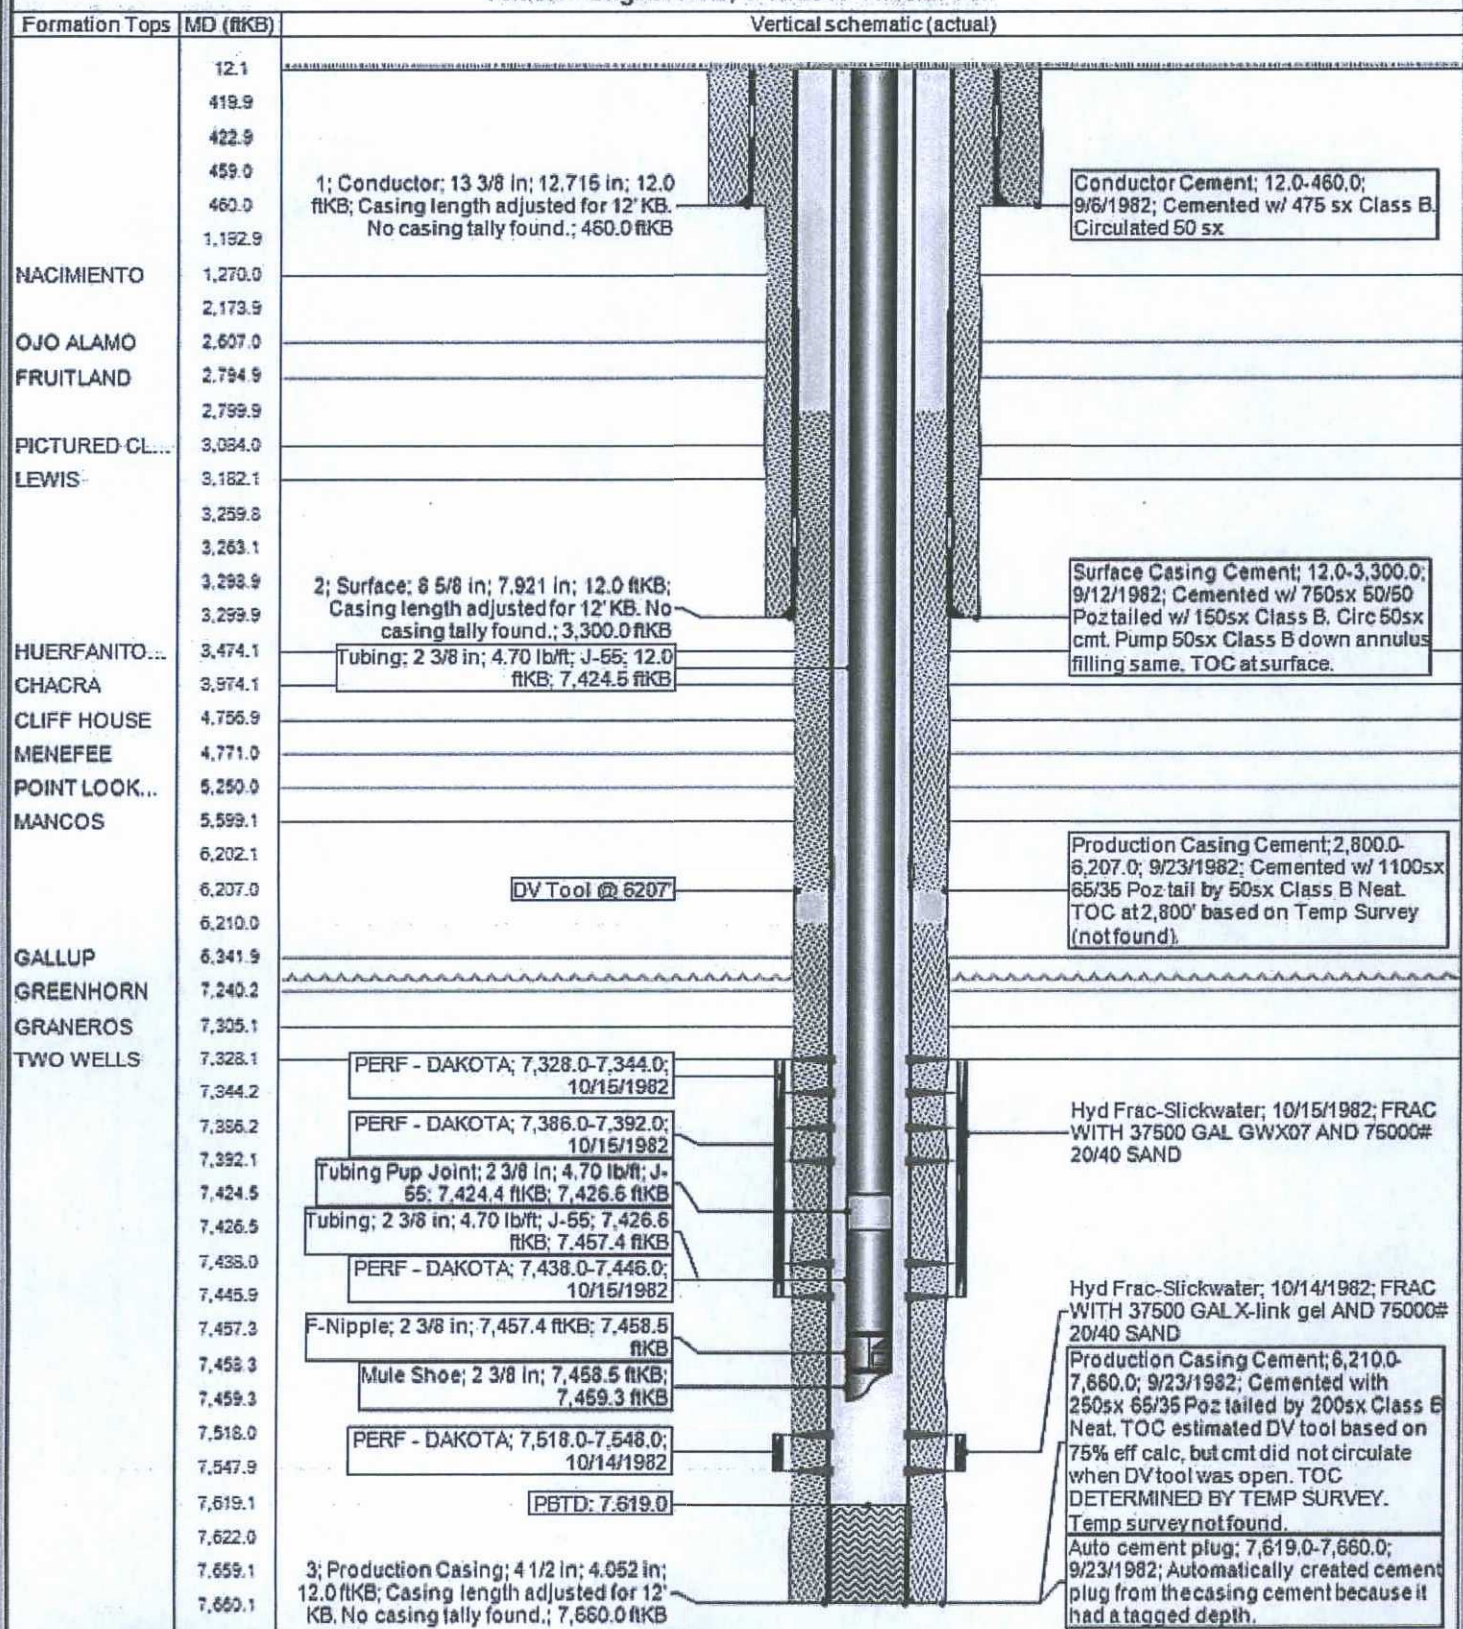 Formation Tops MD (ftKB) Vertical schematic (actual)
12.1
419.9
422.9
459.0
460.0
1,192.9
NACIMIENTO 1,270.0
2,173.9
OJO ALAMO 2,607.0
FRUITLAND 2,794.9
2,799.9
PICTURED CL... 3,084.0
LEWIS 3,182.1
3,259.8
3,263.1
3,298.9
3,299.9
HUERFANITO... 3,474.1
CHACRA 3,974.1
CLIFF HOUSE 4,756.9
MENEFEE 4,771.0
POINT LOOK... 5,250.0
MANCOS 5,599.1
6,202.1
6,207.0
6,210.0
GALLUP 6,341.9
GREENHORN 7,240.2
GRANEROS 7,305.1
TWO WELLS 7,328.1
7,344.2
7,386.2
7,392.1
7,424.5
7,426.5
7,438.0
7,445.9
7,457.3
7,458.3
7,459.3
7,518.0
7,547.9
7,619.1
7,622.0
7,659.1
7,660.1
1; Conductor; 13 3/8 in; 12.715 in; 12.0
ftKB; Casing length adjusted for 12' KB.
No casing tally found.; 460.0 ftKB
2; Surface; 8 5/8 in; 7.921 in; 12.0 ftKB;
Casing length adjusted for 12' KB. No
casing tally found.; 3,300.0 ftKB
Tubing; 2 3/8 in; 4.70 lb/ft; J-55; 12.0
ftKB; 7,424.5 ftKB
DV Tool @ 6207'
PERF - DAKOTA; 7,328.0-7,344.0;
10/15/1982
PERF - DAKOTA; 7,386.0-7,392.0;
10/15/1982
Tubing Pup Joint; 2 3/8 in; 4.70 lb/ft; J-
55; 7,424.4 ftKB; 7,426.6 ftKB
Tubing; 2 3/8 in; 4.70 lb/ft; J-55; 7,426.6
ftKB; 7,457.4 ftKB
PERF - DAKOTA; 7,438.0-7,446.0;
10/15/1982
F-Nipple; 2 3/8 in; 7,457.4 ftKB; 7,458.5
ftKB
Mule Shoe; 2 3/8 in; 7,458.5 ftKB;
7,459.3 ftKB
PERF - DAKOTA; 7,518.0-7,548.0;
10/14/1982
PBTD; 7,619.0
3; Production Casing; 4 1/2 in; 4.052 in;
12.0 ftKB; Casing length adjusted for 12'
KB, No casing tally found.; 7,660.0 ftKB
Conductor Cement; 12.0-460.0;
9/6/1982; Cemented w/ 475 sx Class B.
Circulated 50 sx
Surface Casing Cement; 12.0-3,300.0;
9/12/1982; Cemented w/ 750sx 50/50
Poz tailed w/ 150sx Class B. Circ 50sx
cmt. Pump 50sx Class B down annulus
filling same. TOC at surface.
Production Casing Cement; 2,800.0-
6,207.0; 9/23/1982; Cemented w/ 1100sx
65/35 Poz tail by 50sx Class B Neat.
TOC at 2,800' based on Temp Survey
(not found).
Hyd Frac-Slickwater; 10/15/1982; FRAC
WITH 37500 GAL GWX07 AND 75000#
20/40 SAND
Hyd Frac-Slickwater; 10/14/1982; FRAC
WITH 37500 GAL X-link gel AND 75000#
20/40 SAND
Production Casing Cement; 6,210.0-
7,660.0; 9/23/1982; Cemented with
250sx 65/35 Poz tailed by 200sx Class B
Neat. TOC estimated DV tool based on
75% eff calc, but cmt did not circulate
when DV tool was open. TOC
DETERMINED BY TEMP SURVEY.
Temp survey not found.
Auto cement plug; 7,619.0-7,660.0;
9/23/1982; Automatically created cement
plug from the casing cement because it
had a tagged depth.